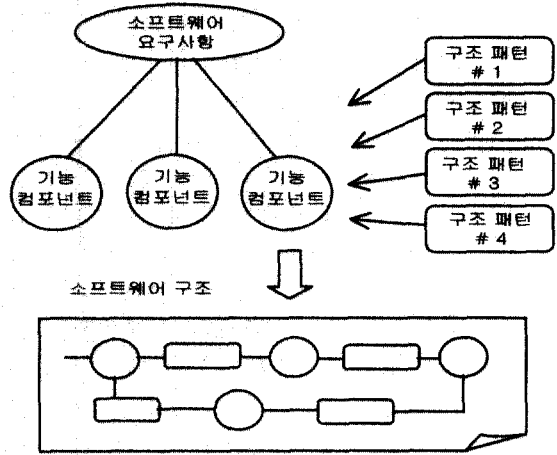 소프트웨어
요구사항
구조 패턴
# 1
구조 패턴
# 2
구조 패턴
# 3
구조 패턴
# 4
기능
컴포넌트
기능
컴포넌트
기능
컴포넌트
소프트웨어 구조